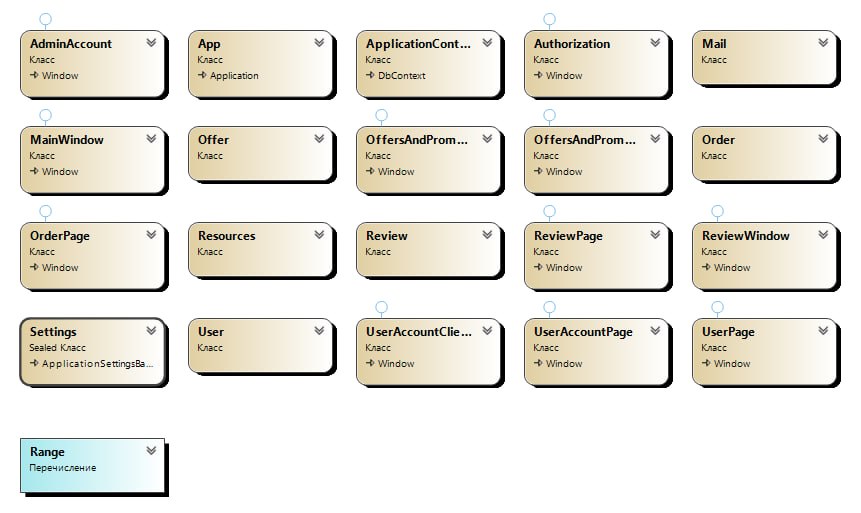 AdminAccount
Класс
Window
App
Класс
Application
ApplicationCont...
Класс
DbContext
Authorization
Класс
Window
Mail
Класс
MainWindow
Класс
Window
Offer
Класс
OffersAndProm...
Класс
Window
OffersAndProm...
Класс
Window
Order
Класс
OrderPage
Класс
Window
Resources
Класс
Review
Класс
ReviewPage
Класс
Window
ReviewWindow
Класс
Window
Settings
Sealed Класс
ApplicationSettingsBa...
User
Класс
UserAccountClie...
Класс
Window
UserAccountPage
Класс
Window
UserPage
Класс
Window
Range
Перечисление